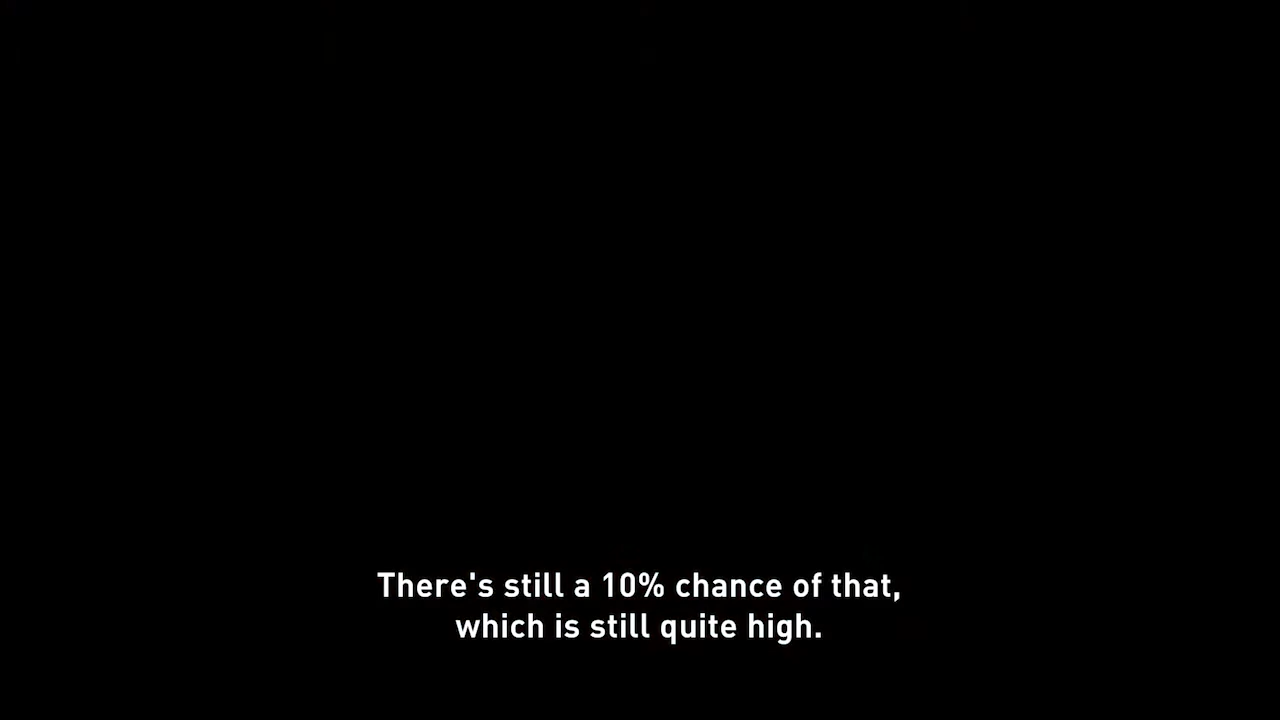 There's still a 10% chance of that,
which is still quite high.